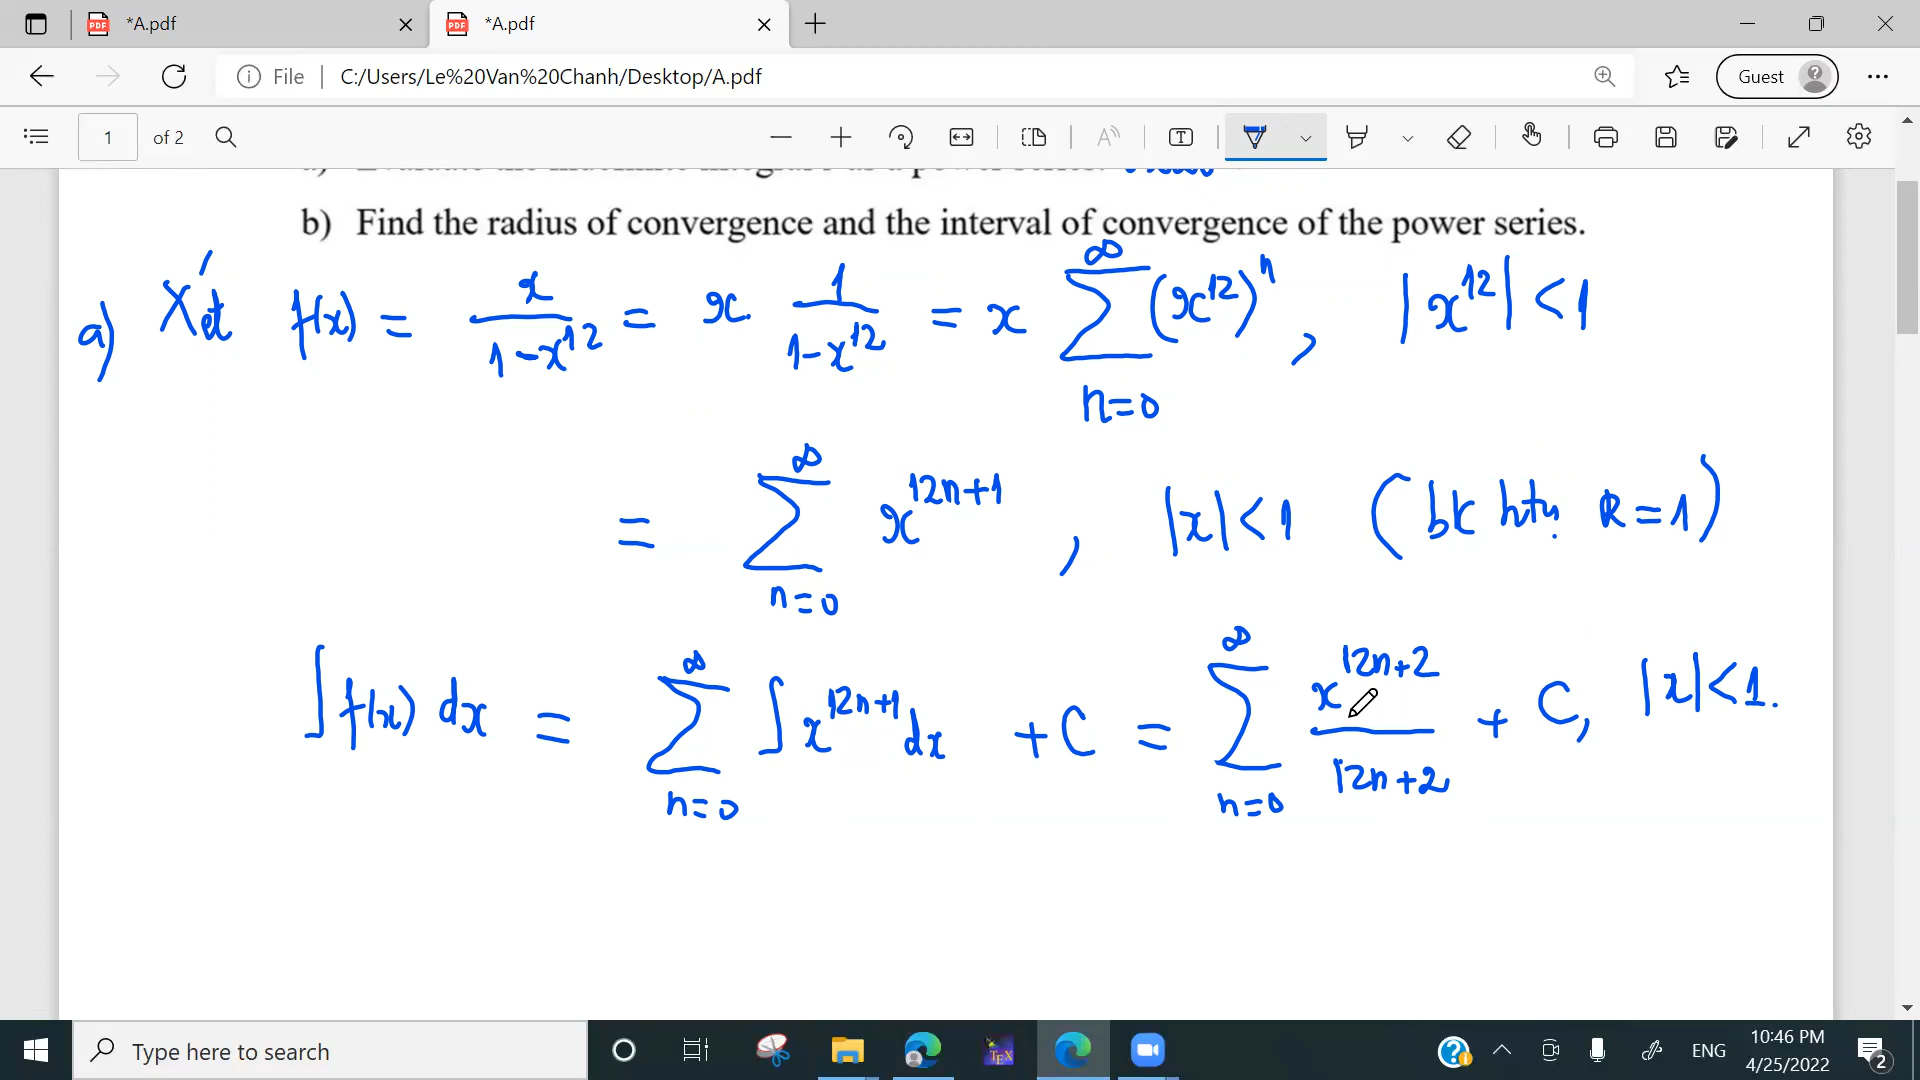 *A.pdf
*A.pdf
File
C:/Users/Le%20Van%20Chanh/Desktop/A.pdf
Guest
1 of 2
b) Find the radius of convergence and the interval of convergence of the power series.
a) Xét f(x) = x/(1-x^12) = x. 1/(1-x^12) = x ∑_{n=0}^{∞} (x^12)^n , |x^12| < 1
= ∑_{n=0}^{∞} x^{12n+1} , |x| < 1 (bk htụ R=1)
∫ f(x) dx = ∑_{n=0}^{∞} ∫ x^{12n+1} dx + C = ∑_{n=0}^{∞} x^{12n+2}/(12n+2) + C, |x| < 1.
Type here to search
TEX
ENG
10:46 PM
4/25/2022
2